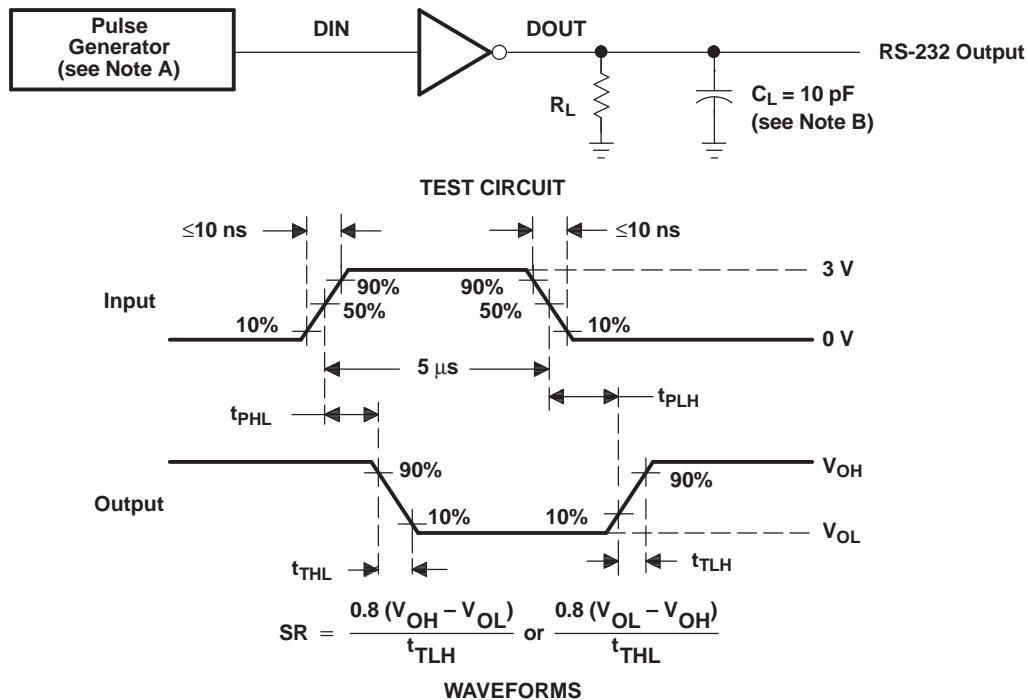 Pulse
Generator
(see Note A)
DIN
DOUT
RS-232 Output
RL
CL = 10 pF
(see Note B)
TEST CIRCUIT
≤10 ns
≤10 ns
3 V
90%
90%
Input
50%
50%
10%
10%
0 V
5 μs
tPHL
tPLH
VOH
90%
90%
Output
10%
10%
VOL
tTHL
tTLH
SR = 0.8 (VOH – VOL) / tTLH or 0.8 (VOL – VOH) / tTHL
WAVEFORMS